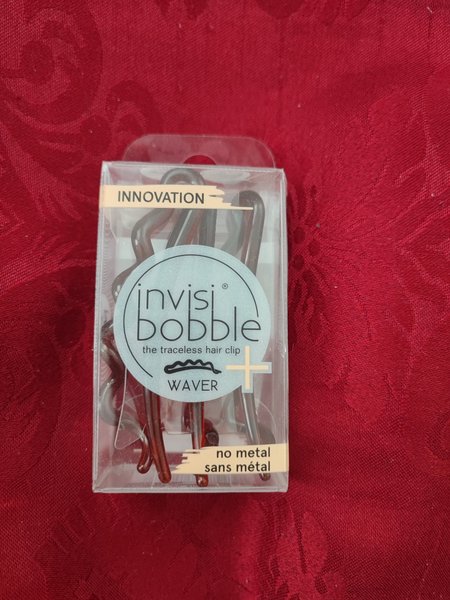 INNOVATION
invisi®
bobble
the traceless hair clip
WAVER
+
no metal
sans métal